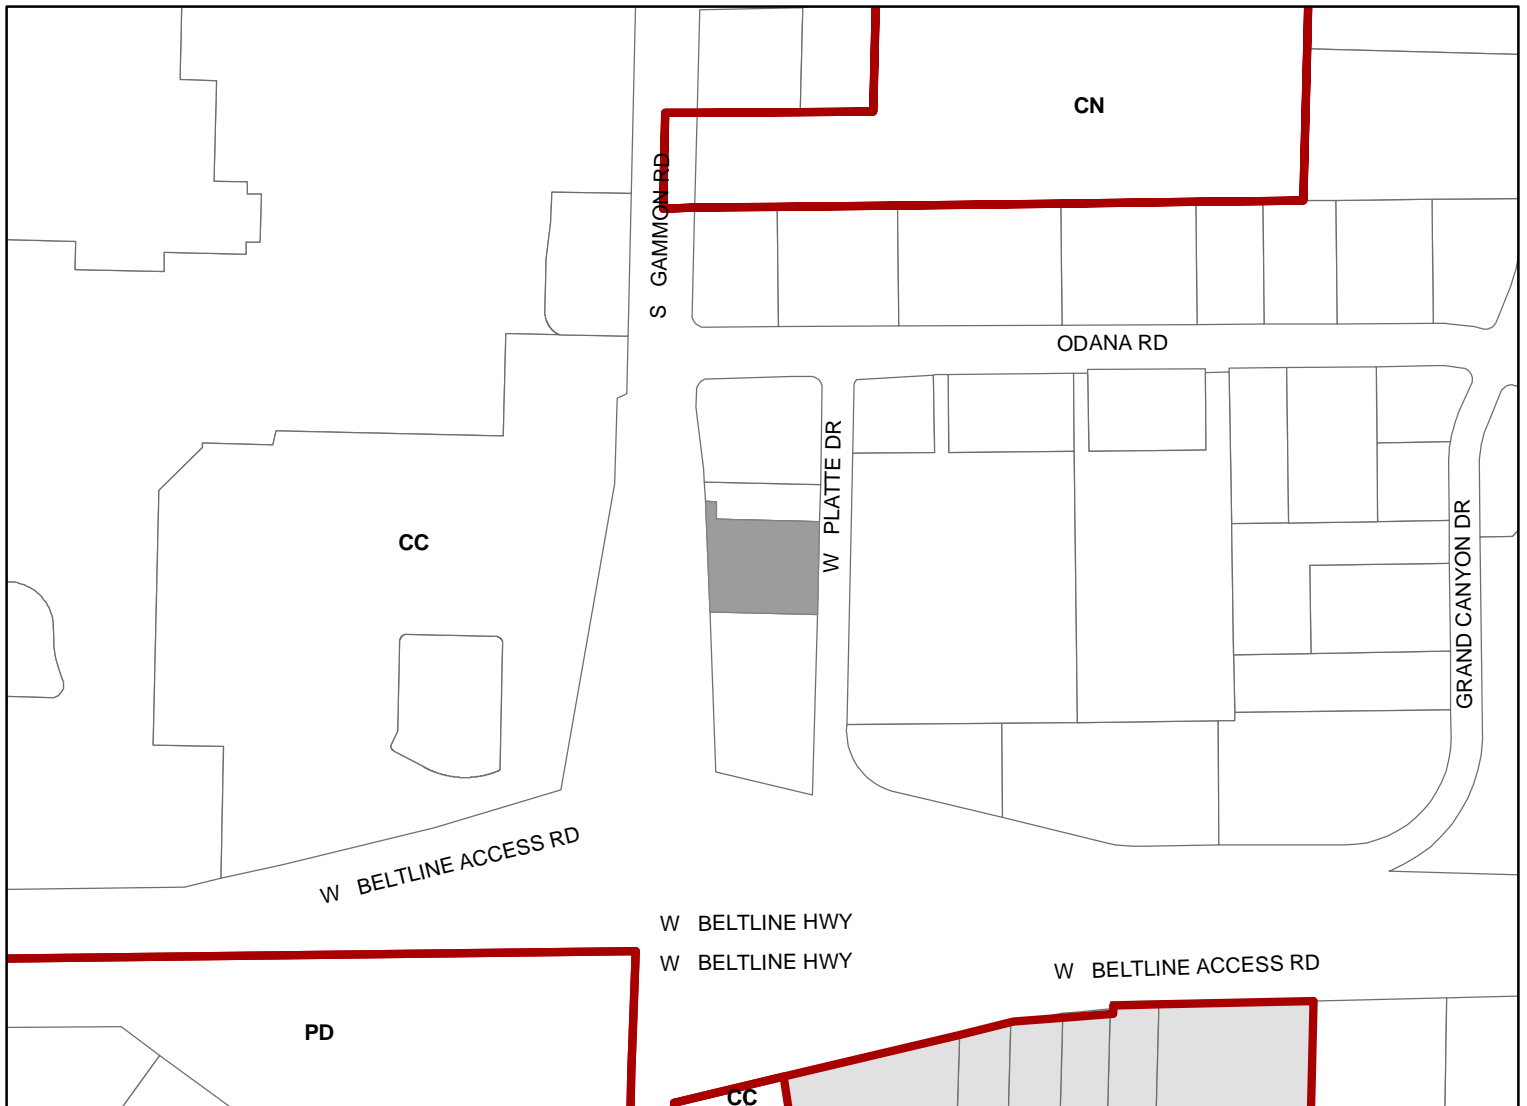 CN
S GAMMON RD
ODANA RD
W PLATTE DR
CC
GRAND CANYON DR
W BELTLINE ACCESS RD
W BELTLINE HWY
W BELTLINE HWY
W BELTLINE ACCESS RD
PD
CC